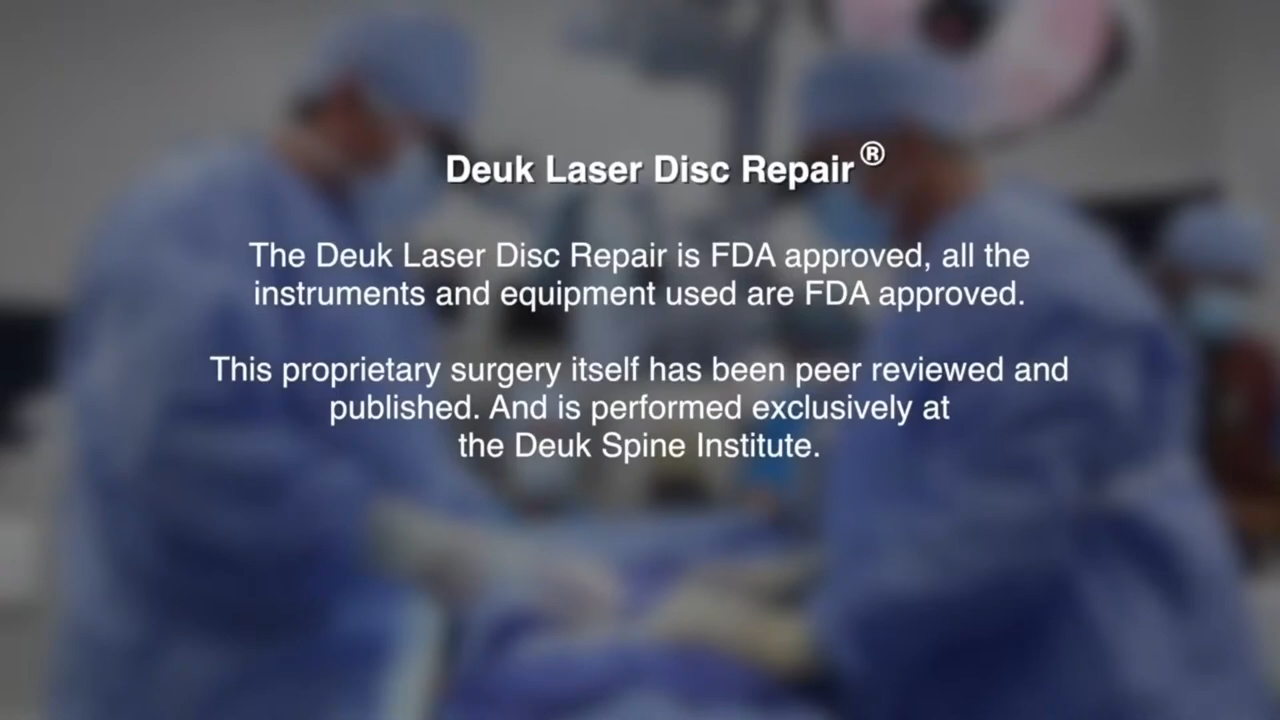 Deuk Laser Disc Repair®
The Deuk Laser Disc Repair is FDA approved, all the
instruments and equipment used are FDA approved.
This proprietary surgery itself has been peer reviewed and
published. And is performed exclusively at
the Deuk Spine Institute.